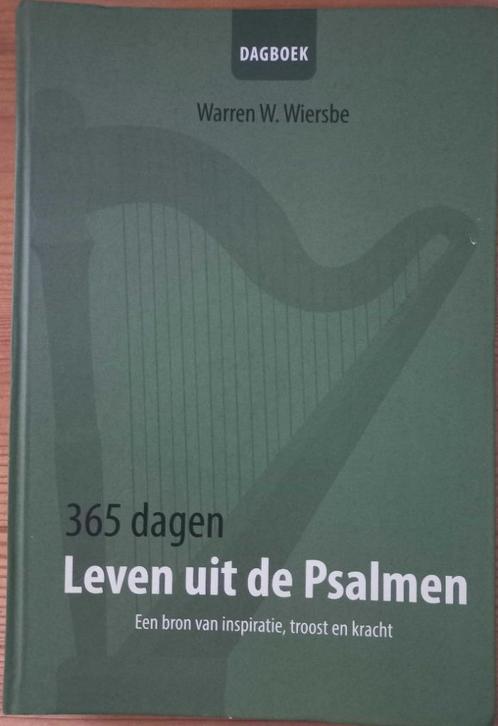 DAGBOEK
Warren W. Wiersbe
365 dagen
Leven uit de Psalmen
Een bron van inspiratie, troost en kracht